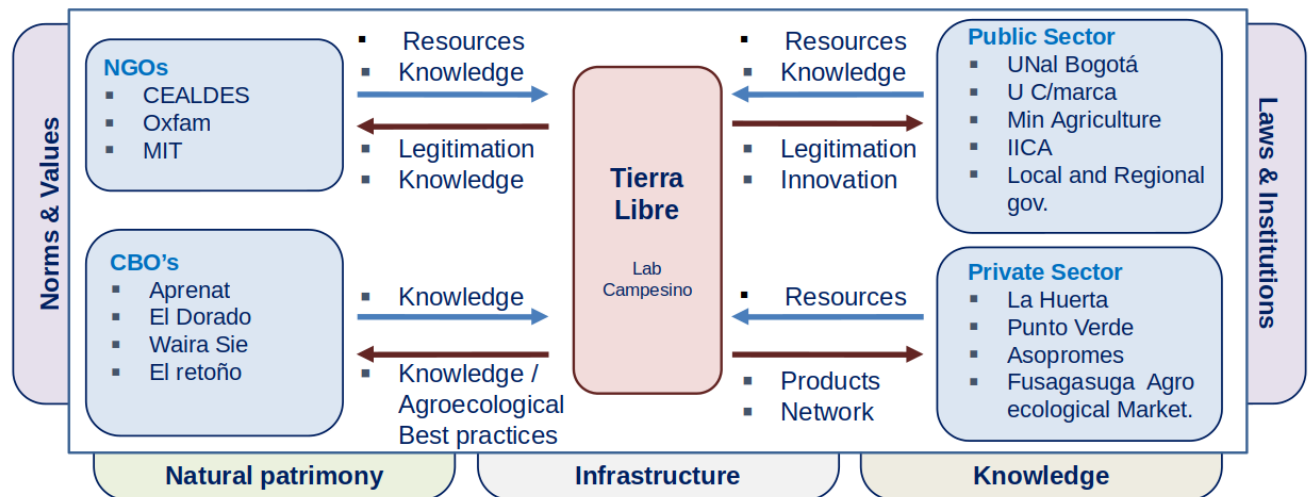 Norms & Values
NGOs
▪ CEALDES
▪ Oxfam
▪ MIT
CBO's
▪ Aprenat
▪ El Dorado
▪ Waira Sie
▪ El retoño
▪ Resources
▪ Knowledge
▪ Legitimation
▪ Knowledge
▪ Knowledge
▪ Knowledge /
Agroecological
Best practices
Tierra
Libre
Lab
Campesino
▪ Resources
▪ Knowledge
▪ Legitimation
▪ Innovation
▪ Resources
▪ Products
▪ Network
Public Sector
▪ UNal Bogotá
▪ U C/marca
▪ Min Agriculture
▪ IICA
▪ Local and Regional
gov.
Private Sector
▪ La Huerta
▪ Punto Verde
▪ Asopromes
▪ Fusagasuga Agro
ecological Market.
Laws & Institutions
Natural patrimony
Infrastructure
Knowledge